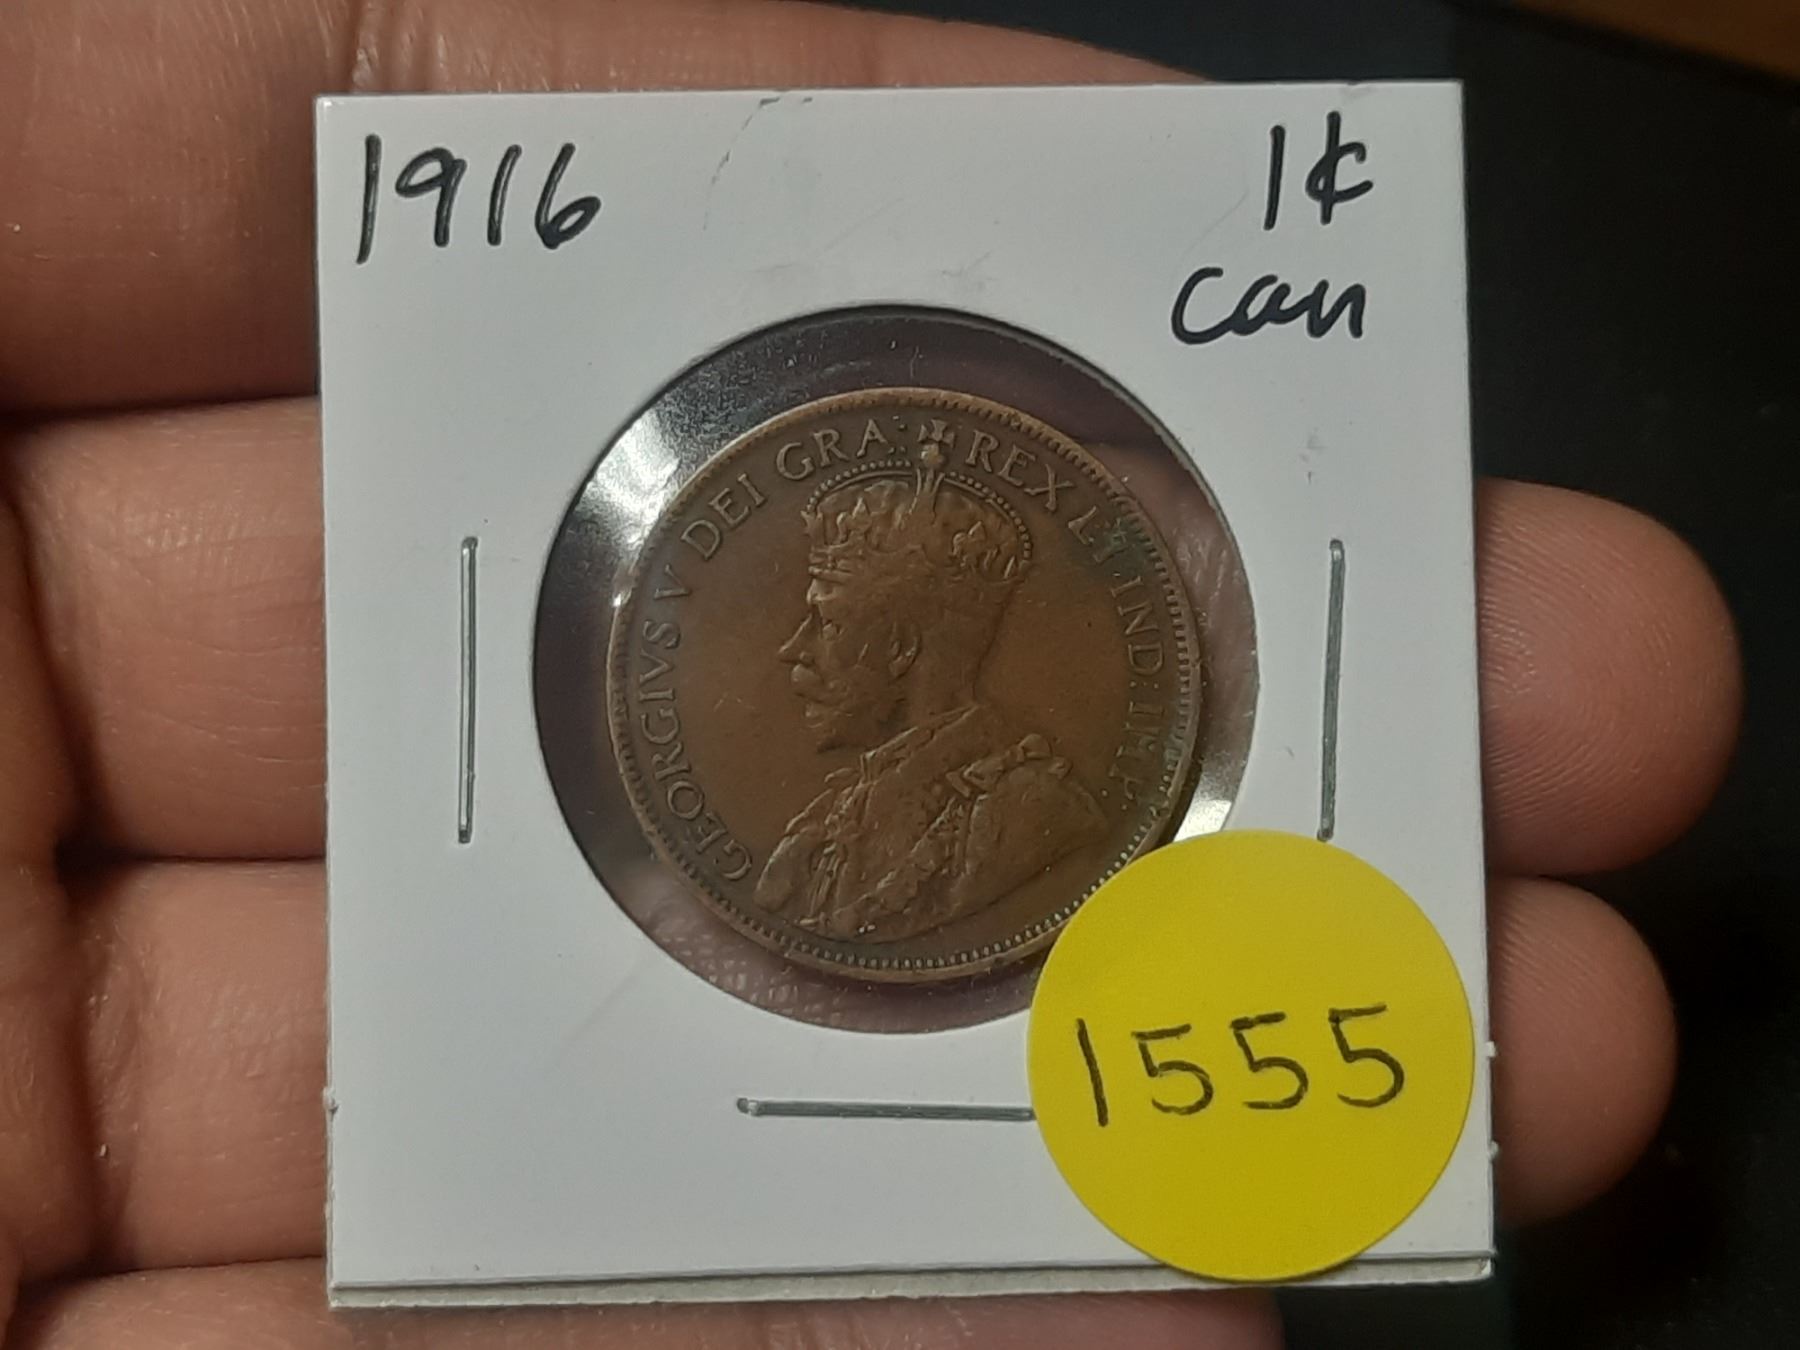 1916
1¢
Can
GEORGIVS V DEI GRA: REX ET IND: IMP:
1555